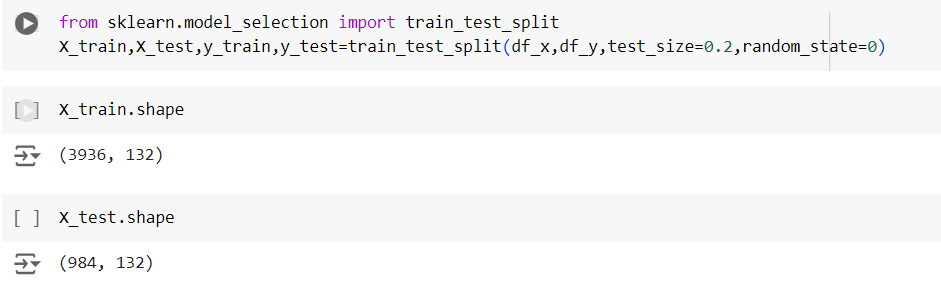 from sklearn.model_selection import train_test_split
X_train,X_test,y_train,y_test=train_test_split(df_x,df_y,test_size=0.2,random_state=0)
[ ] X_train.shape
(3936, 132)
[ ] X_test.shape
(984, 132)